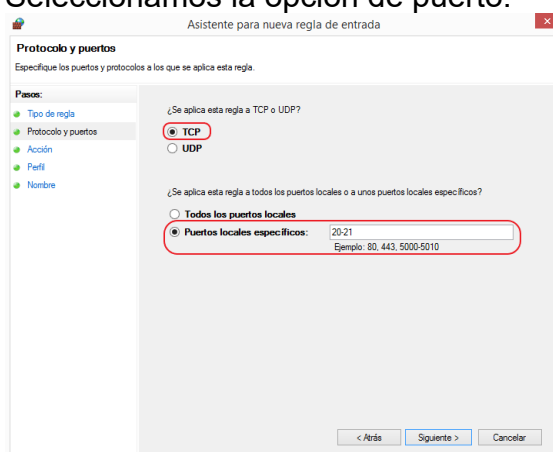 Seleccionamos la opción de puerto.
Asistente para nueva regla de entrada
Protocolo y puertos
Especifique los puertos y protocolos a los que se aplica esta regla.
Pasos:
Tipo de regla
Protocolo y puertos
Acción
Perfil
Nombre
¿Se aplica esta regla a TCP o UDP?
TCP
UDP
¿Se aplica esta regla a todos los puertos locales o a unos puertos locales específicos?
Todos los puertos locales
Puertos locales específicos: 20-21
Ejemplo: 80, 443, 5000-5010
< Atrás Siguiente > Cancelar